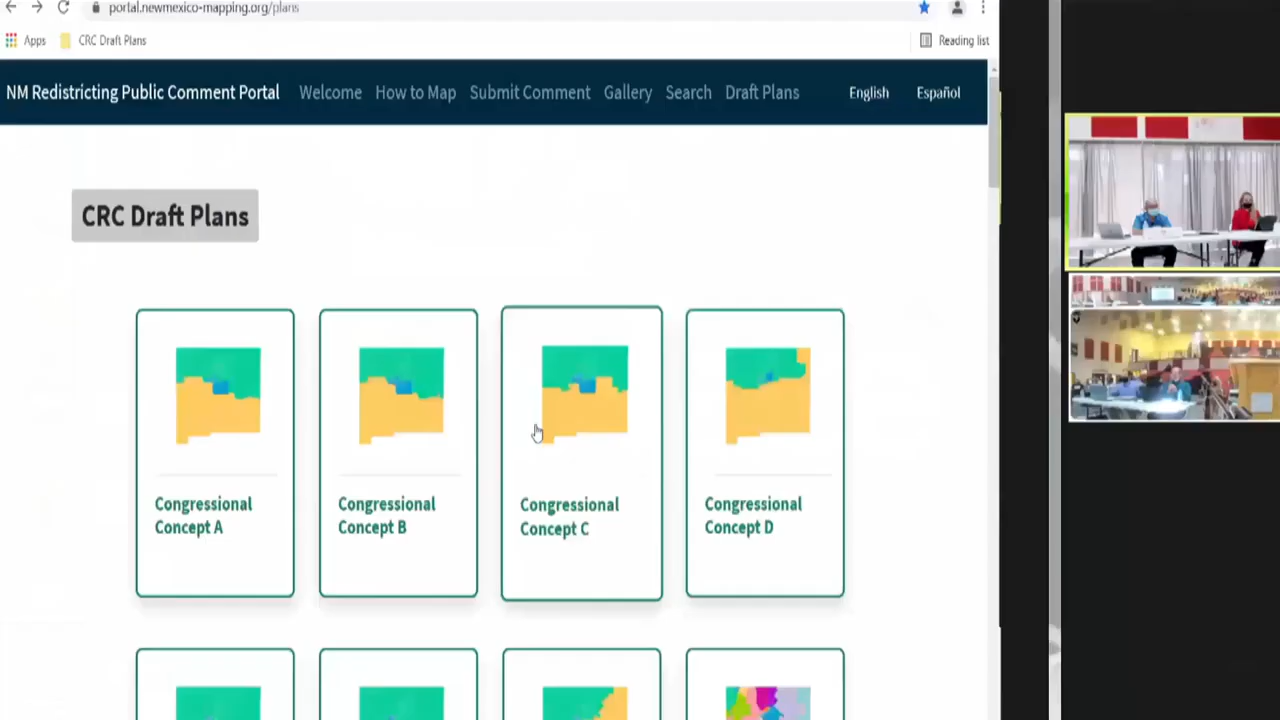 portal.newmexico-mapping.org/plans
Apps CRC Draft Plans Reading list
NM Redistricting Public Comment Portal Welcome How to Map Submit Comment Gallery Search Draft Plans English Español
CRC Draft Plans
Congressional
Concept A
Congressional
Concept B
Congressional
Concept C
Congressional
Concept D